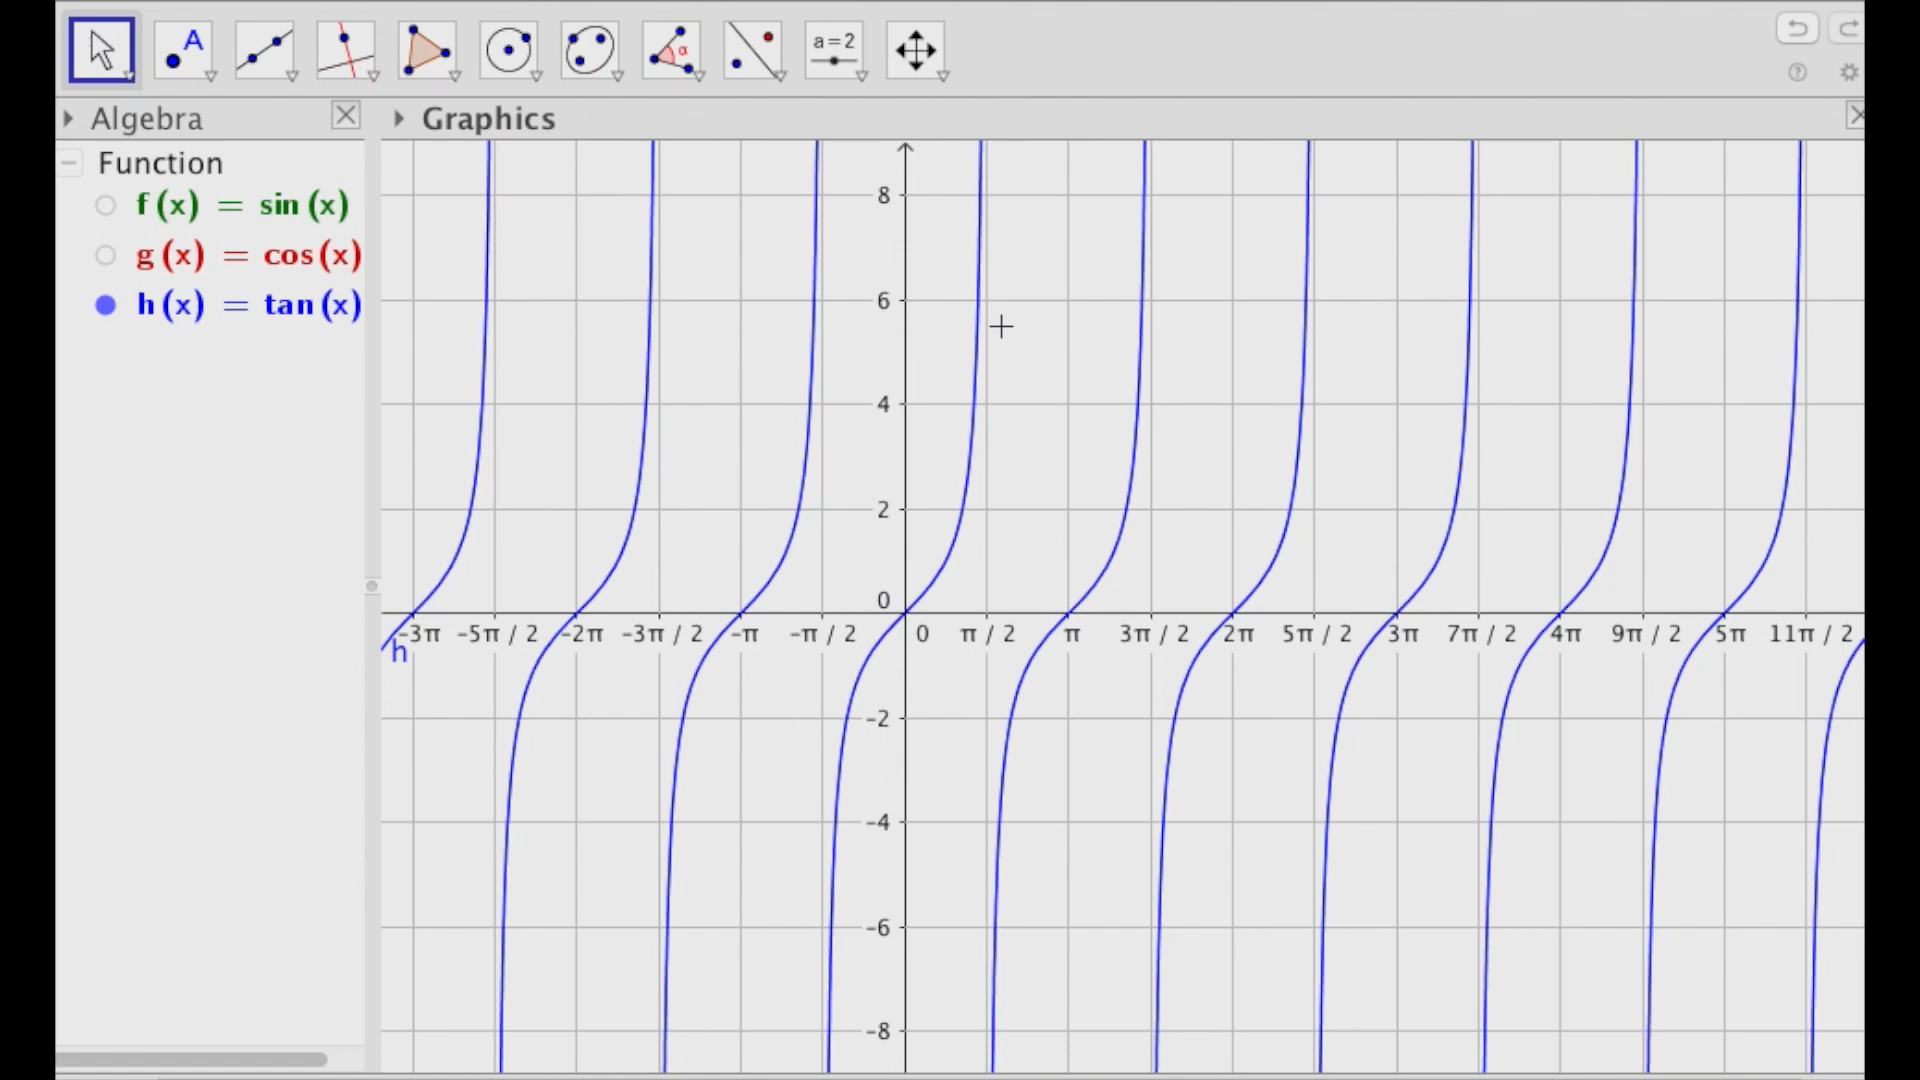 A
α
a=2
Algebra
Graphics
Function
f(x) = sin(x)
g(x) = cos(x)
h(x) = tan(x)
8
6
4
2
0
-3π -5π / 2 -2π -3π / 2 -π -π / 2 0 π / 2 π 3π / 2 2π 5π / 2 3π 7π / 2 4π 9π / 2 5π 11π / 2
h
-2
-4
-6
-8